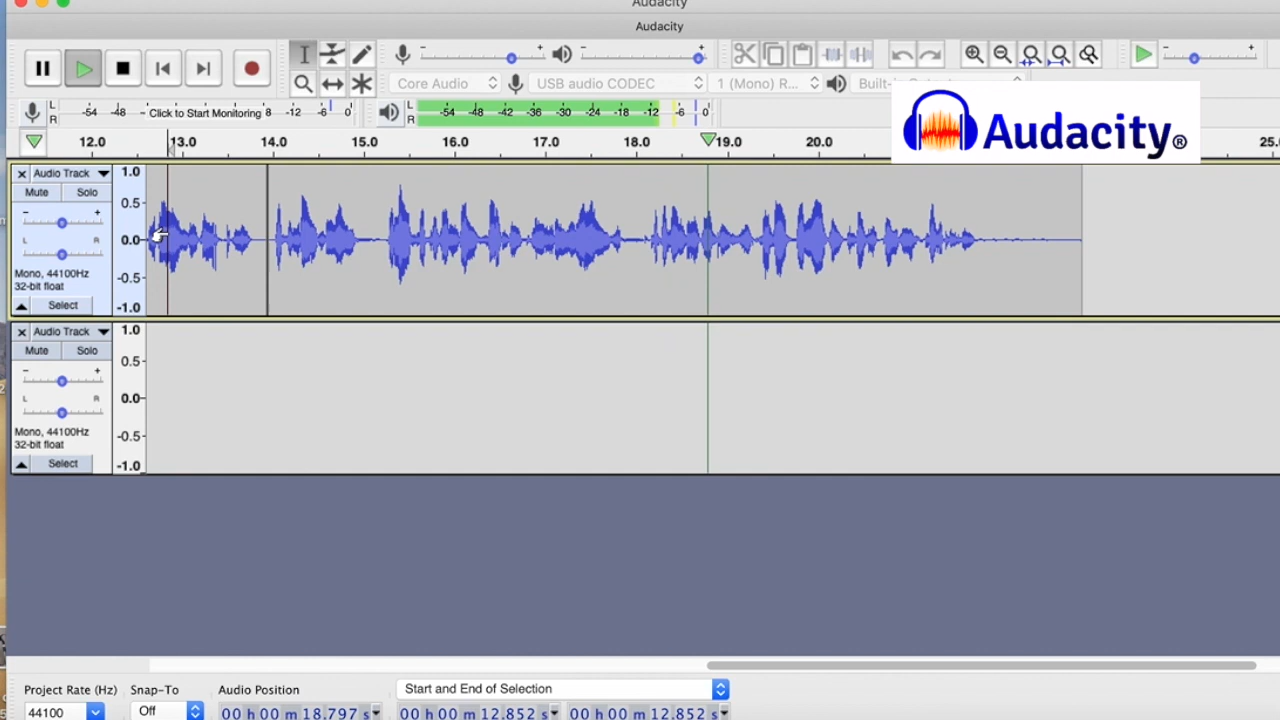 Audacity
Audacity
Core Audio USB audio CODEC 1 (Mono) R...
L R -54 -48 - Click to Start Monitoring 8 -12 -6 0 L R -54 -48 -42 -36 -30 -24 -18 -12 -6 0
Audacity®
12.0 13.0 14.0 15.0 16.0 17.0 18.0 19.0 20.0 25.0
Audio Track 1.0
Mute Solo
- + 0.5
L R 0.0
Mono, 44100Hz -0.5
32-bit float
Select -1.0
Audio Track 1.0
Mute Solo
- + 0.5
L R 0.0
Mono, 44100Hz -0.5
32-bit float
Select -1.0
Project Rate (Hz) Snap-To Audio Position Start and End of Selection
44100 Off 00 h 00 m 18.797 s 00 h 00 m 12.852 s 00 h 00 m 12.852 s